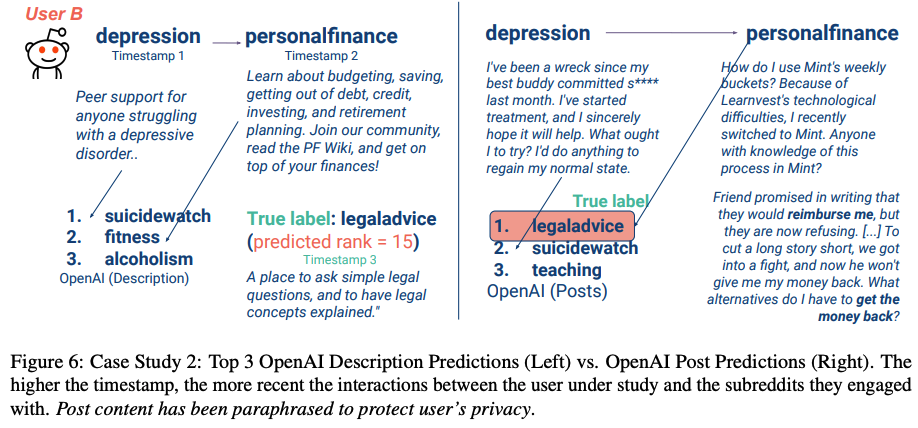 User B
depression
Timestamp 1
personalfinance
Timestamp 2
Peer support for
anyone struggling
with a depressive
disorder..
Learn about budgeting, saving,
getting out of debt, credit,
investing, and retirement
planning. Join our community,
read the PF Wiki, and get on
top of your finances!
1. suicidewatch
2. fitness
3. alcoholism
OpenAI (Description)
True label: legaladvice
(predicted rank = 15)
Timestamp 3
A place to ask simple legal
questions, and to have legal
concepts explained."
depression
personalfinance
I've been a wreck since my
best buddy committed s****
last month. I've started
treatment, and I sincerely
hope it will help. What ought
I to try? I'd do anything to
regain my normal state.
How do I use Mint's weekly
buckets? Because of
Learnvest's technological
difficulties, I recently
switched to Mint. Anyone
with knowledge of this
process in Mint?
True label
1. legaladvice
2. suicidewatch
3. teaching
OpenAI (Posts)
Friend promised in writing that
they would reimburse me, but
they are now refusing. [...] To
cut a long story short, we got
into a fight, and now he won't
give me my money back. What
alternatives do I have to get the
money back?
Figure 6: Case Study 2: Top 3 OpenAI Description Predictions (Left) vs. OpenAI Post Predictions (Right). The
higher the timestamp, the more recent the interactions between the user under study and the subreddits they engaged
with. Post content has been paraphrased to protect user's privacy.